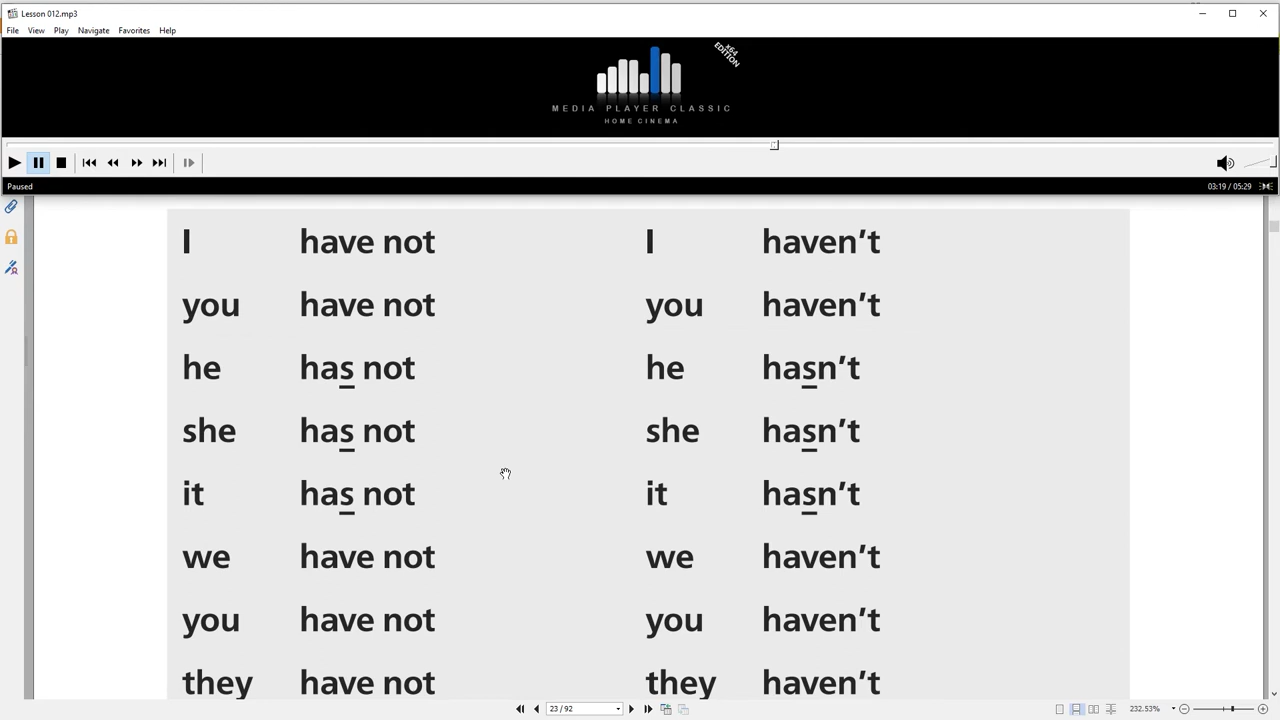 Lesson 012.mp3
File View Play Navigate Favorites Help
x64 EDITION
MEDIA PLAYER CLASSIC
HOME CINEMA
Paused 03:19 / 05:29
I have not I haven’t
you have not you haven’t
he has not he hasn’t
she has not she hasn’t
it has not it hasn’t
we have not we haven’t
you have not you haven’t
they have not they haven’t
23 / 92 232.53%